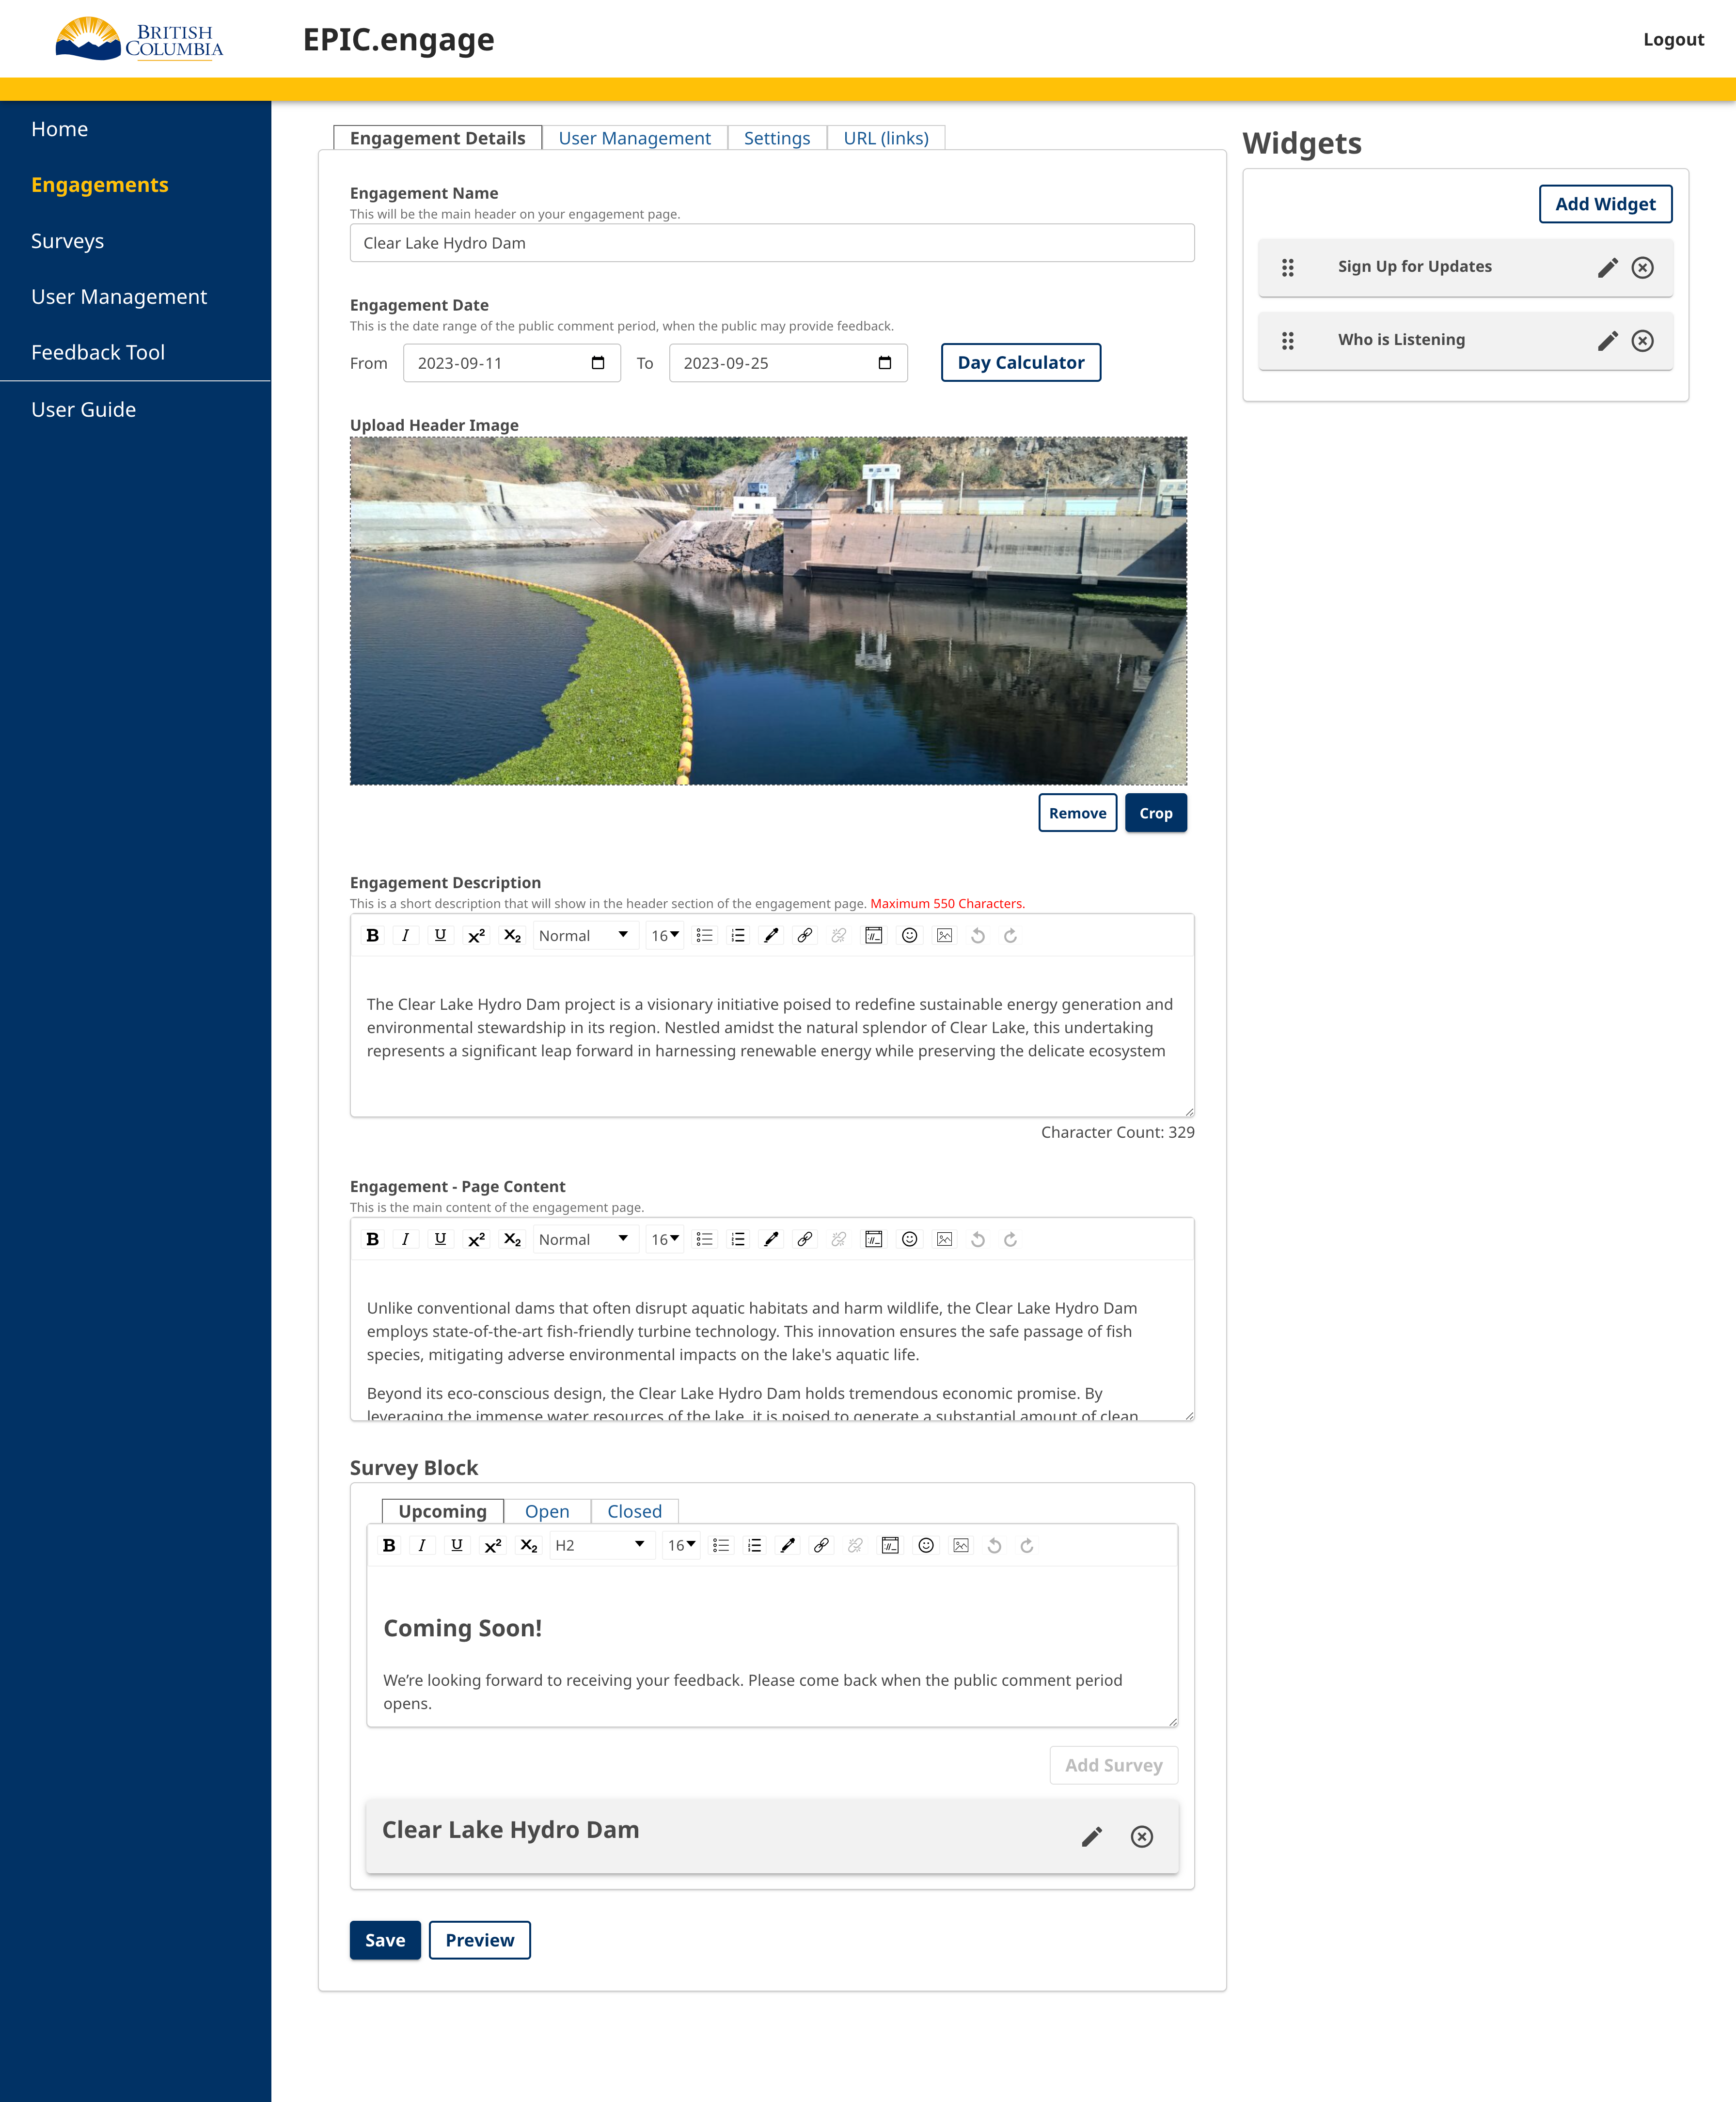 BRITISH
COLUMBIA
EPIC.engage
Logout
Home
Engagements
Surveys
User Management
Feedback Tool
User Guide
Engagement Details
User Management
Settings
URL (links)
Engagement Name
This will be the main header on your engagement page.
Clear Lake Hydro Dam
Engagement Date
This is the date range of the public comment period, when the public may provide feedback.
From 2023-09-11 To 2023-09-25 Day Calculator
Upload Header Image
Remove Crop
Engagement Description
This is a short description that will show in the header section of the engagement page. Maximum 550 Characters.
B I U x² X₂ Normal 16
The Clear Lake Hydro Dam project is a visionary initiative poised to redefine sustainable energy generation and
environmental stewardship in its region. Nestled amidst the natural splendor of Clear Lake, this undertaking
represents a significant leap forward in harnessing renewable energy while preserving the delicate ecosystem
Character Count: 329
Engagement - Page Content
This is the main content of the engagement page.
B I U x² X₂ Normal 16
Unlike conventional dams that often disrupt aquatic habitats and harm wildlife, the Clear Lake Hydro Dam
employs state-of-the-art fish-friendly turbine technology. This innovation ensures the safe passage of fish
species, mitigating adverse environmental impacts on the lake's aquatic life.
Beyond its eco-conscious design, the Clear Lake Hydro Dam holds tremendous economic promise. By
leveraging the immense water resources of the lake, it is poised to generate a substantial amount of clean
Survey Block
Upcoming
Open
Closed
B I U x² X₂ H2 16
Coming Soon!
We’re looking forward to receiving your feedback. Please come back when the public comment period
opens.
Add Survey
Clear Lake Hydro Dam
Save Preview
Widgets
Add Widget
Sign Up for Updates
Who is Listening